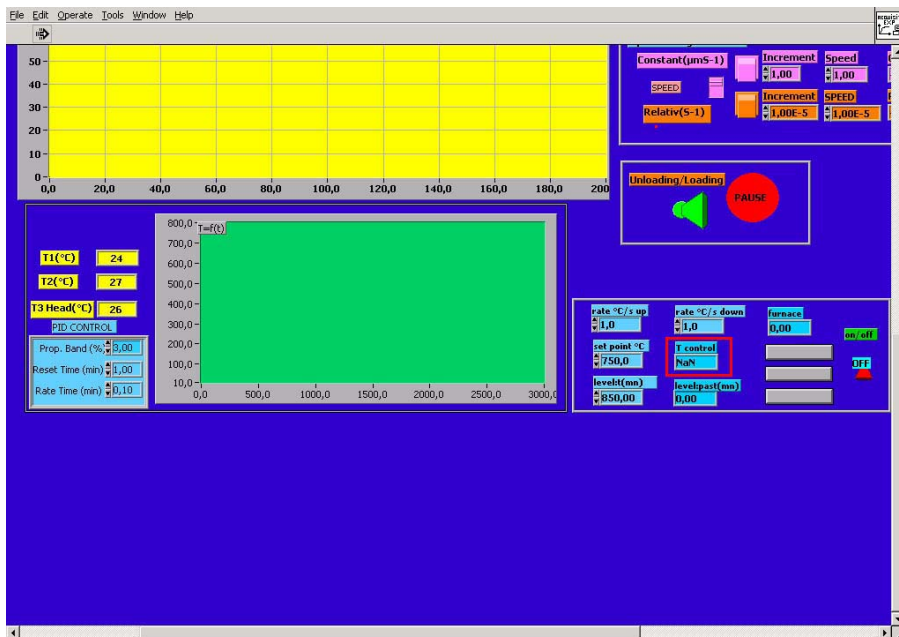 File Edit Operate Tools Window Help
Constant(µmS-1)
Increment
Speed
1,00
1,00
SPEED
Increment
SPEED
Relativ(S-1)
1,00E-5
1,00E-5
50
40
30
20
10
0
0,0 20,0 40,0 60,0 80,0 100,0 120,0 140,0 160,0 180,0 200
Unloading/Loading
PAUSE
T1(°C) 24
T2(°C) 27
T3 Head(°C) 26
PID CONTROL
Prop. Band (%) 3,00
Reset Time (min) 1,00
Rate Time (min) 0,10
T=f(t)
800,0
700,0
600,0
500,0
400,0
300,0
200,0
100,0
10,0
0,0 500,0 1000,0 1500,0 2000,0 2500,0 3000,0
rate °C/s up
rate °C/s down
furnace
1,0
1,0
0,00
on/off
set point °C
T control
750,0
NaN
OFF
level:t(mn)
level:past(mn)
850,00
0,00